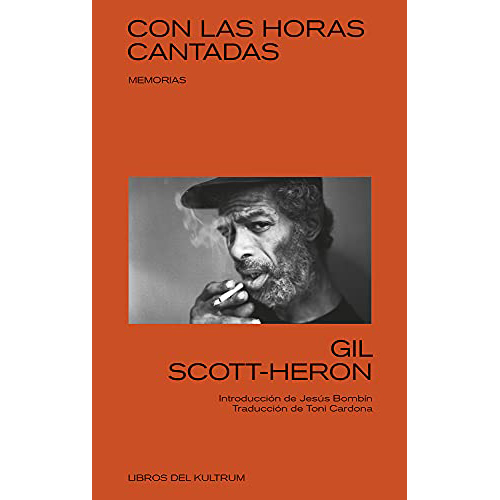 CON LAS HORAS
CANTADAS
MEMORIAS
GIL
SCOTT-HERON
Introducción de Jesús Bombín
Traducción de Toni Cardona
LIBROS DEL KULTRUM